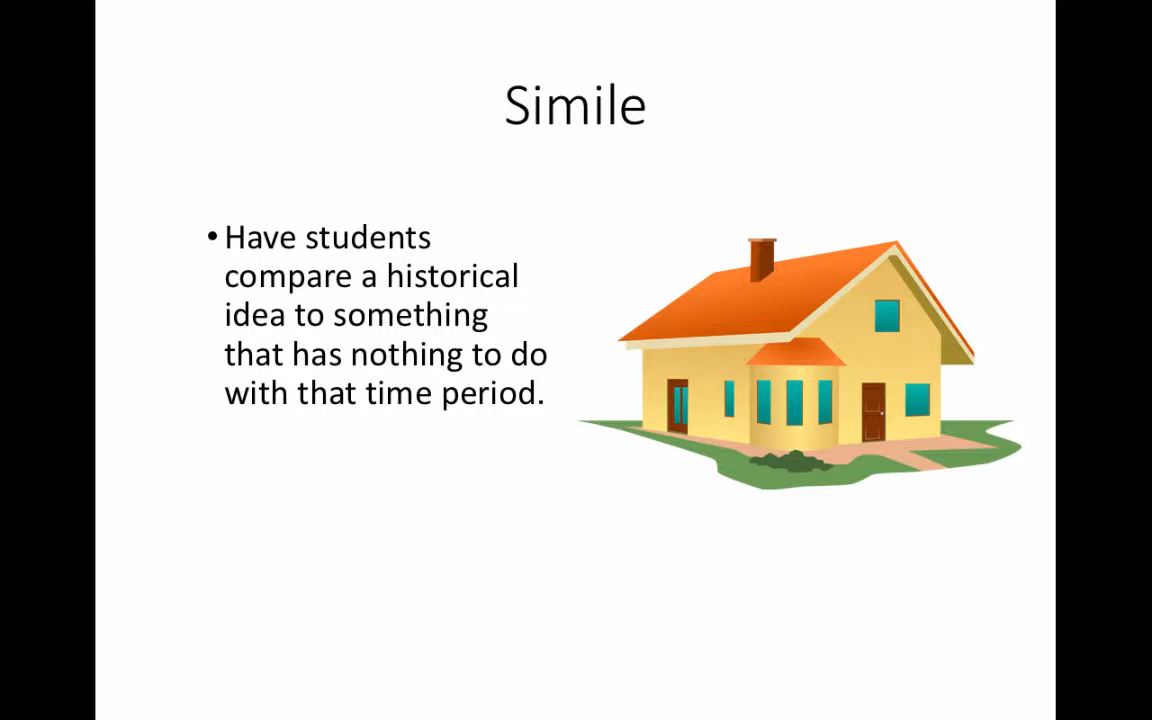 Simile
• Have students
compare a historical
idea to something
that has nothing to do
with that time period.